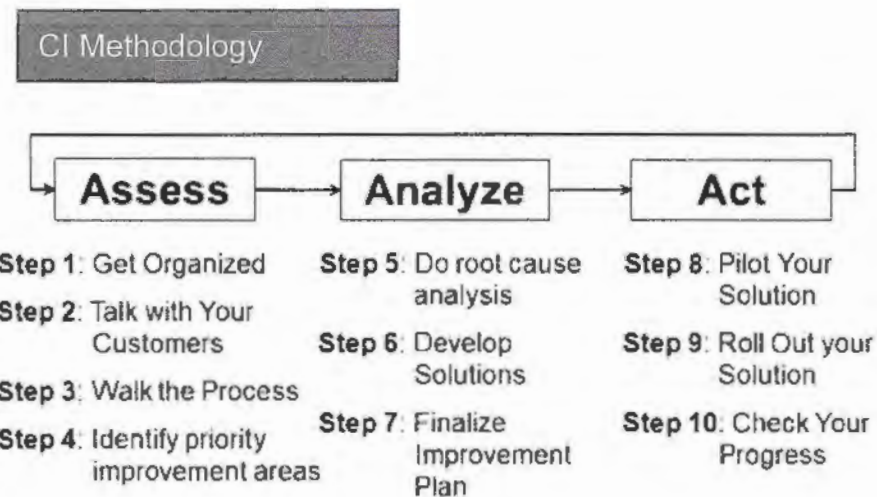 CI Methodology
Assess
Analyze
Act
Step 1: Get Organized
Step 2: Talk with Your
Customers
Step 3: Walk the Process
Step 4: Identify priority
improvement areas
Step 5: Do root cause
analysis
Step 6: Develop
Solutions
Step 7: Finalize
Improvement
Plan
Step 8: Pilot Your
Solution
Step 9: Roll Out your
Solution
Step 10: Check Your
Progress